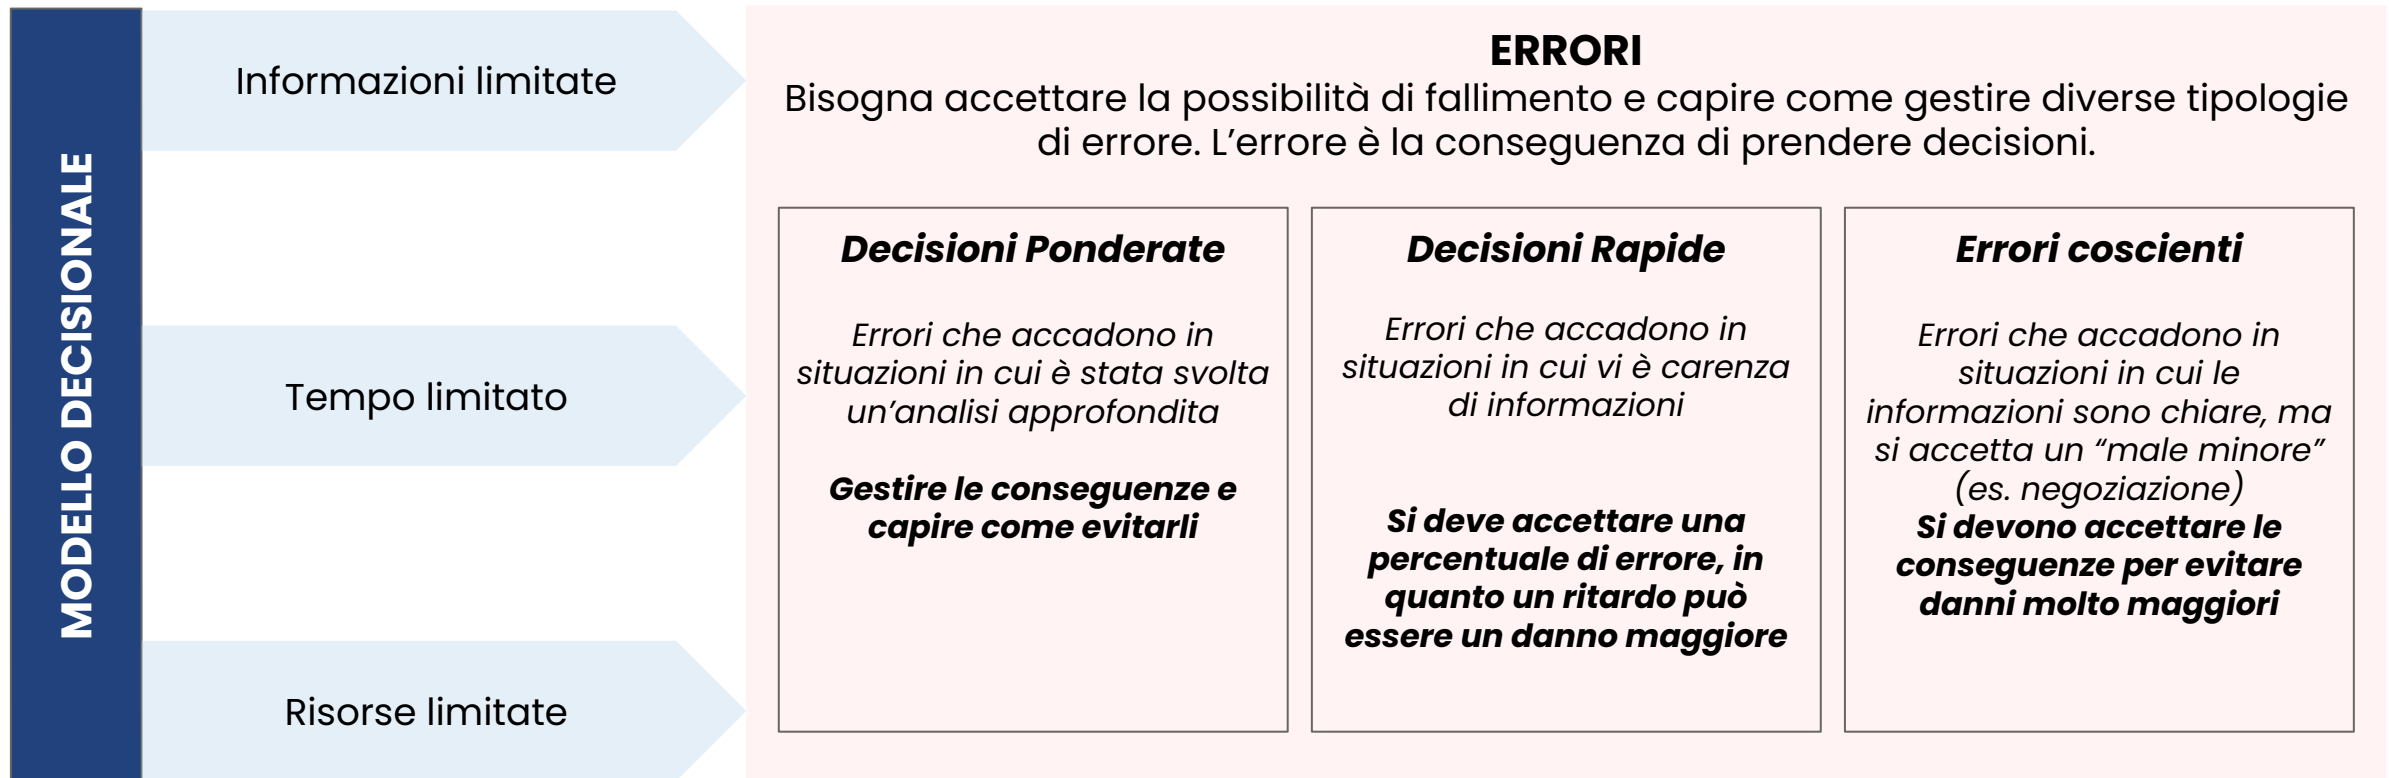 MODELLO DECISIONALE
Informazioni limitate
Tempo limitato
Risorse limitate
ERRORI
Bisogna accettare la possibilità di fallimento e capire come gestire diverse tipologie
di errore. L’errore è la conseguenza di prendere decisioni.
Decisioni Ponderate
Errori che accadono in
situazioni in cui è stata svolta
un’analisi approfondita
Gestire le conseguenze e
capire come evitarli
Decisioni Rapide
Errori che accadono in
situazioni in cui vi è carenza
di informazioni
Si deve accettare una
percentuale di errore, in
quanto un ritardo può
essere un danno maggiore
Errori coscienti
Errori che accadono in
situazioni in cui le
informazioni sono chiare, ma
si accetta un “male minore”
(es. negoziazione)
Si devono accettare le
conseguenze per evitare
danni molto maggiori